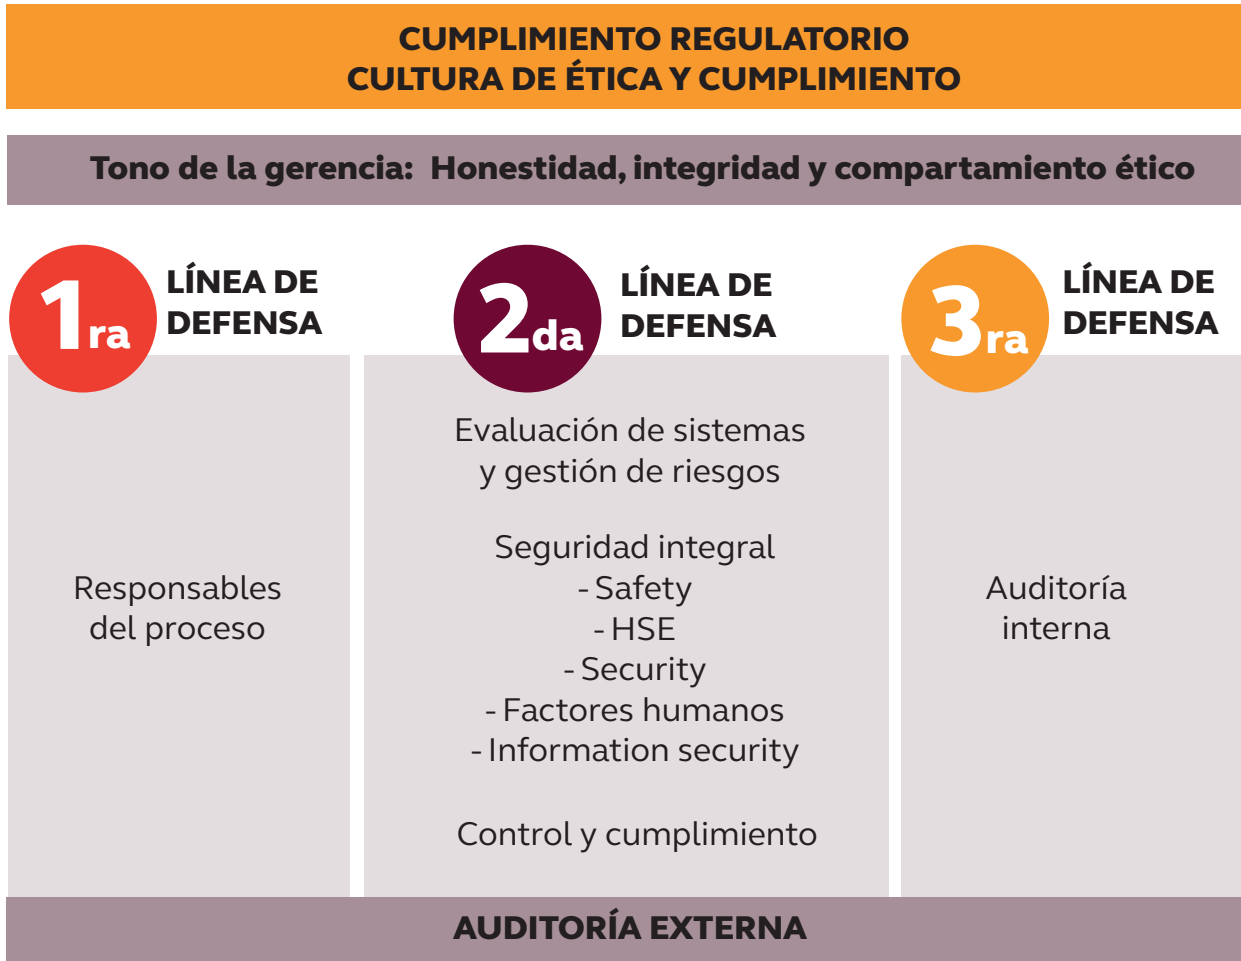 CUMPLIMIENTO REGULATORIO
CULTURA DE ÉTICA Y CUMPLIMIENTO
Tono de la gerencia: Honestidad, integridad y compartamiento ético
1ra
LÍNEA DE
DEFENSA
Responsables
del proceso
2da
LÍNEA DE
DEFENSA
Evaluación de sistemas
y gestión de riesgos
Seguridad integral
- Safety
- HSE
- Security
- Factores humanos
- Information security
Control y cumplimiento
3ra
LÍNEA DE
DEFENSA
Auditoría
interna
AUDITORÍA EXTERNA